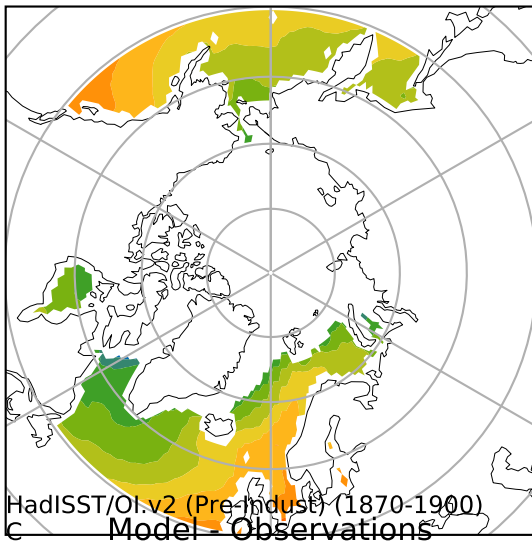 HadISST/OI.v2 (Pre-Indust) (1870-1900)
C Model - Observations